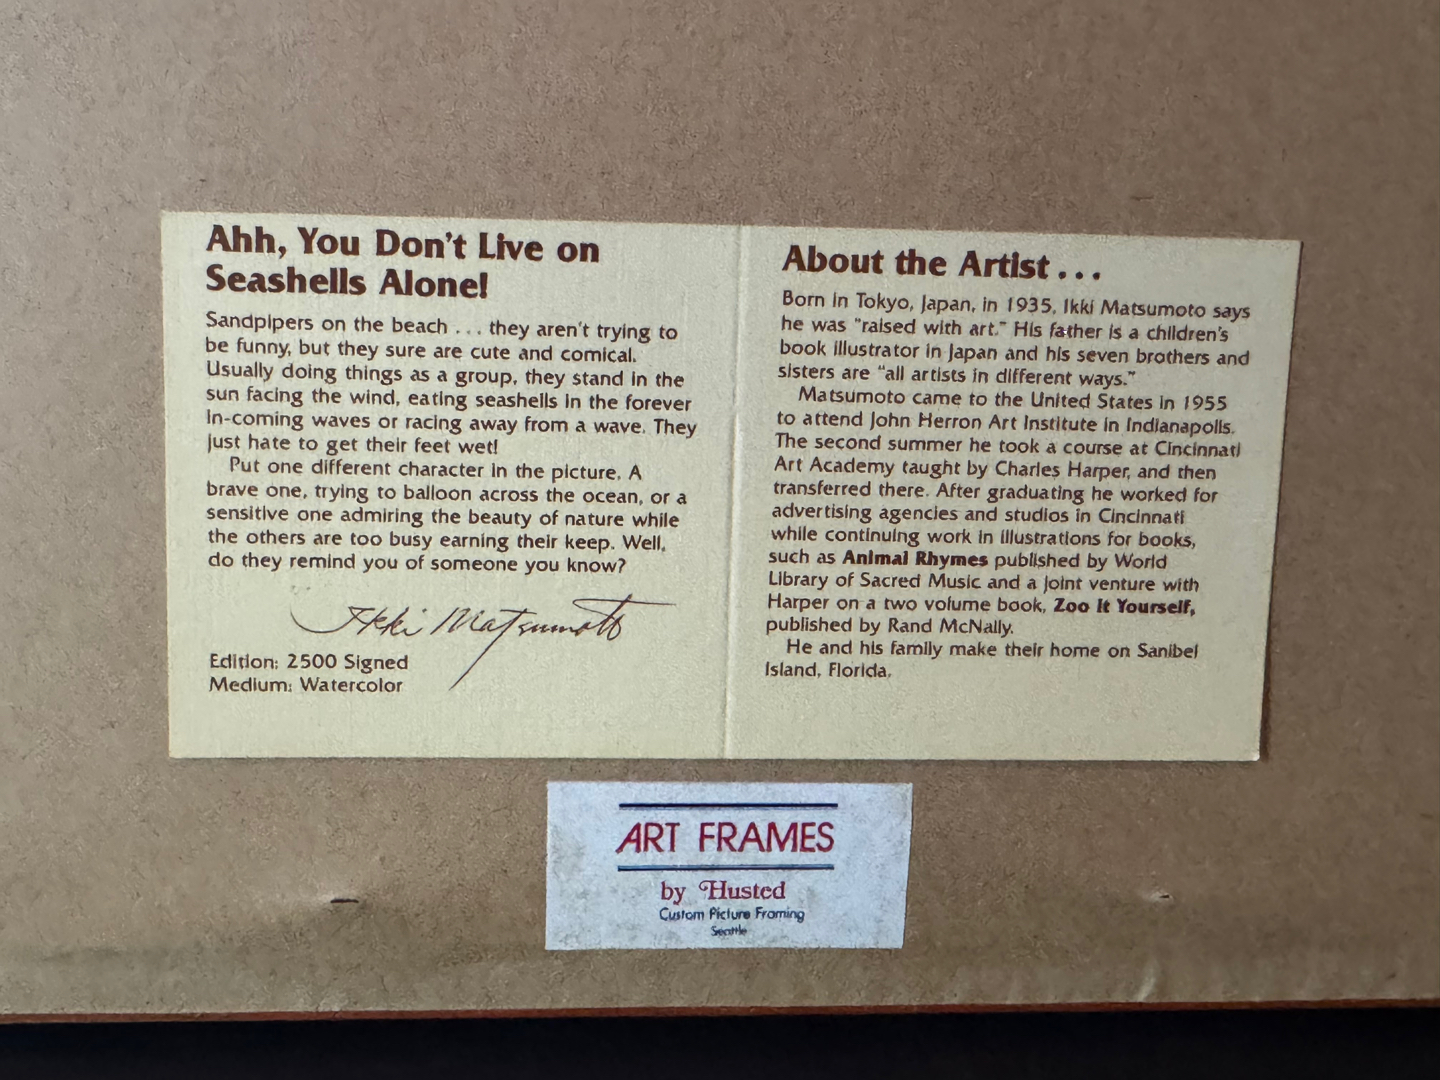 Ahh, You Don't Live on
Seashells Alone!
Sandpipers on the beach . . . they aren't trying to
be funny, but they sure are cute and comical.
Usually doing things as a group, they stand in the
sun facing the wind, eating seashells in the forever
in-coming waves or racing away from a wave. They
just hate to get their feet wet!
Put one different character in the picture. A
brave one, trying to balloon across the ocean, or a
sensitive one admiring the beauty of nature while
the others are too busy earning their keep. Well,
do they remind you of someone you know?
Ikki Matsumoto
Edition: 2500 Signed
Medium: Watercolor
About the Artist . . .
Born in Tokyo, Japan, in 1935, Ikki Matsumoto says
he was "raised with art." His father is a children's
book illustrator in Japan and his seven brothers and
sisters are "all artists in different ways."
Matsumoto came to the United States in 1955
to attend John Herron Art Institute in Indianapolis.
The second summer he took a course at Cincinnati
Art Academy taught by Charles Harper, and then
transferred there. After graduating he worked for
advertising agencies and studios in Cincinnati
while continuing work in illustrations for books,
such as Animal Rhymes published by World
Library of Sacred Music and a joint venture with
Harper on a two volume book, Zoo It Yourself,
published by Rand McNally.
He and his family make their home on Sanibel
Island, Florida.
ART FRAMES
by Husted
Custom Picture Framing
Seattle